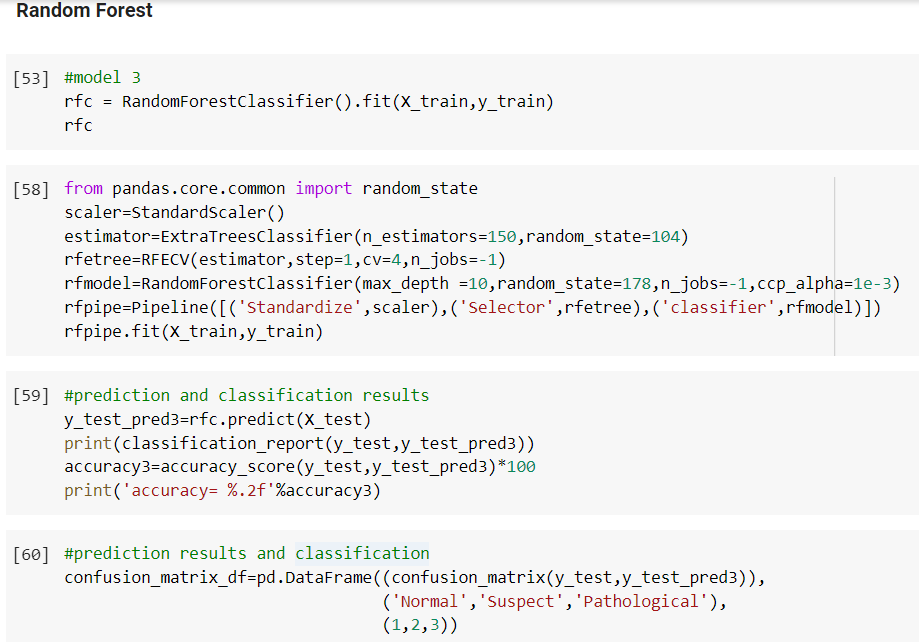 Random Forest
[53] #model 3
rfc = RandomForestClassifier().fit(X_train,y_train)
rfc
[58] from pandas.core.common import random_state
scaler=StandardScaler()
estimator=ExtraTreesClassifier(n_estimators=150,random_state=104)
rfetree=RFECV(estimator,step=1,cv=4,n_jobs=-1)
rfmodel=RandomForestClassifier(max_depth =10,random_state=178,n_jobs=-1,ccp_alpha=1e-3)
rfpipe=Pipeline([('Standardize',scaler),('Selector',rfetree),('classifier',rfmodel)])
rfpipe.fit(X_train,y_train)
[59] #prediction and classification results
y_test_pred3=rfc.predict(X_test)
print(classification_report(y_test,y_test_pred3))
accuracy3=accuracy_score(y_test,y_test_pred3)*100
print('accuracy= %.2f'%accuracy3)
[60] #prediction results and classification
confusion_matrix_df=pd.DataFrame((confusion_matrix(y_test,y_test_pred3)),
('Normal','Suspect','Pathological'),
(1,2,3))